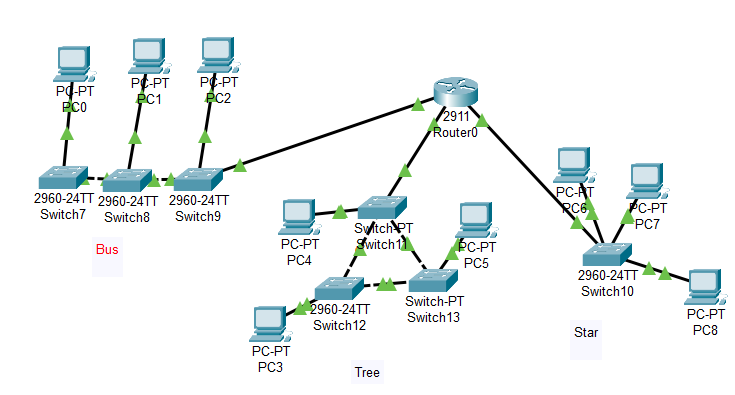 PC-PT
PC0
PC-PT
PC1
PC-PT
PC2
2911
Router0
2960-24TT
Switch7
2960-24TT
Switch8
2960-24TT
Switch9
Bus
PC-PT
PC4
Switch-PT
Switch11
PC-PT
PC5
2960-24TT
Switch12
Switch-PT
Switch13
PC-PT
PC3
Tree
PC-PT
PC6
PC-PT
PC7
2960-24TT
Switch10
PC-PT
PC8
Star